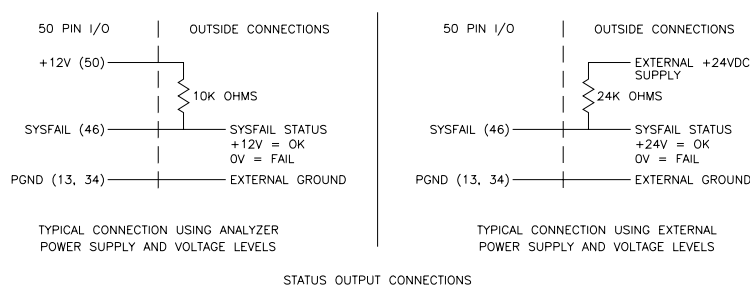 50 PIN I/O
OUTSIDE CONNECTIONS
+12V (50)
10K OHMS
SYSFAIL (46)
SYSFAIL STATUS
+12V = OK
0V = FAIL
PGND (13, 34)
EXTERNAL GROUND
TYPICAL CONNECTION USING ANALYZER
POWER SUPPLY AND VOLTAGE LEVELS
50 PIN I/O
OUTSIDE CONNECTIONS
EXTERNAL +24VDC
SUPPLY
24K OHMS
SYSFAIL (46)
SYSFAIL STATUS
+24V = OK
0V = FAIL
PGND (13, 34)
EXTERNAL GROUND
TYPICAL CONNECTION USING EXTERNAL
POWER SUPPLY AND VOLTAGE LEVELS
STATUS OUTPUT CONNECTIONS